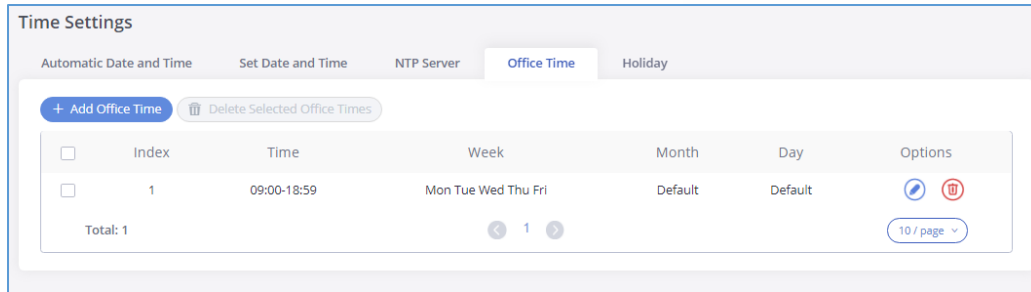 Time Settings
Automatic Date and Time Set Date and Time NTP Server Office Time Holiday
+ Add Office Time Delete Selected Office Times
Index Time Week Month Day Options
1 09:00-18:59 Mon Tue Wed Thu Fri Default Default
Total: 1 1 10 / page